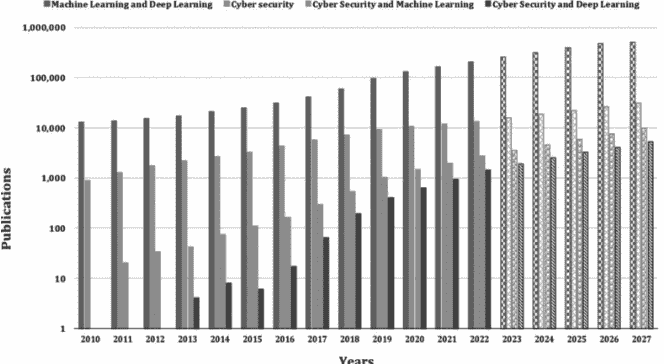 Machine Learning and Deep Learning Cyber security Cyber Security and Machine Learning Cyber Security and Deep Learning
1,000,000
100,000
10,000
1,000
100
10
1
Publications
2010 2011 2012 2013 2014 2015 2016 2017 2018 2019 2020 2021 2022 2023 2024 2025 2026 2027
Years